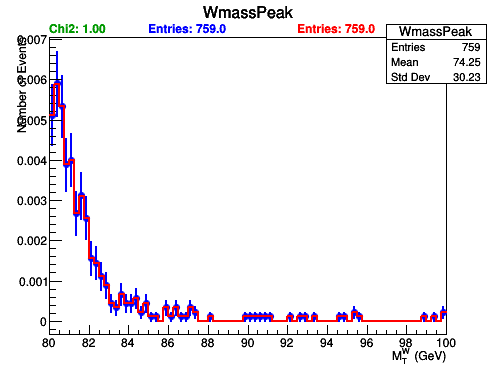 WmassPeak
Chi2: 1.00 Entries: 759.0 Entries: 759.0
WmassPeak
Entries 759
Mean 74.25
Std Dev 30.23
Number of Events
0.007
0.006
0.005
0.004
0.003
0.002
0.001
0
80 82 84 86 88 90 92 94 96 98 100
M_T^W (GeV)